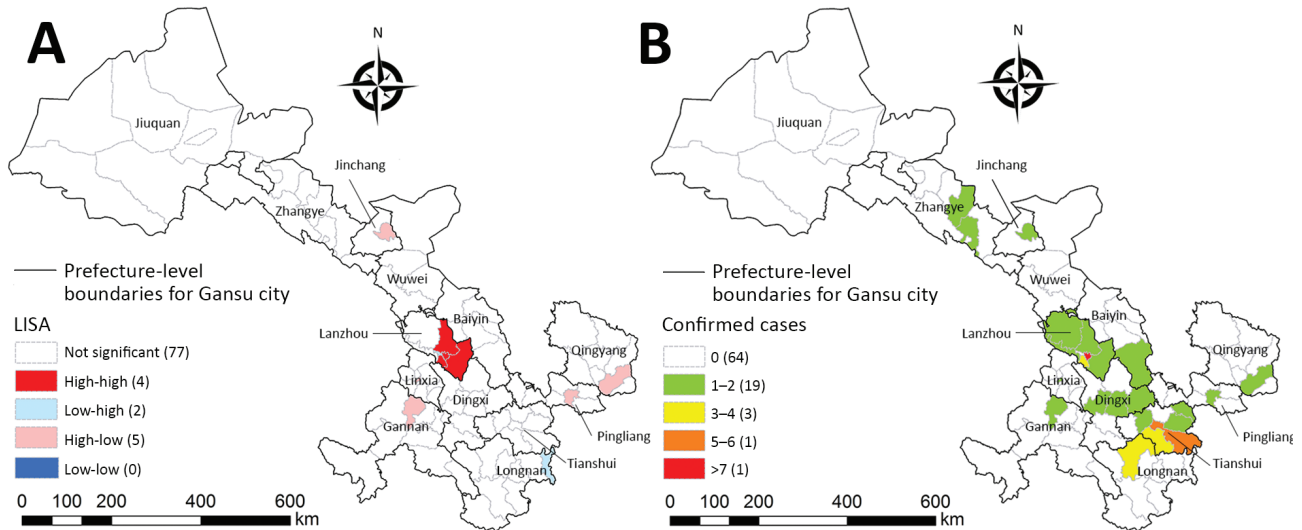 A
N
Jiuquan
Jinchang
Zhangye
Wuwei
Baiyin
Lanzhou
Qingyang
Linxia
Dingxi
Gannan
Pingliang
Tianshui
Longnan
Prefecture-level
boundaries for Gansu city
LISA
Not significant (77)
High-high (4)
Low-high (2)
High-low (5)
Low-low (0)
0 100 200 400 600
km
B
N
Jiuquan
Jinchang
Zhangye
Wuwei
Baiyin
Lanzhou
Qingyang
Linxia
Dingxi
Gannan
Pingliang
Tianshui
Longnan
Prefecture-level
boundaries for Gansu city
Confirmed cases
0 (64)
1–2 (19)
3–4 (3)
5–6 (1)
>7 (1)
0 100 200 400 600
km